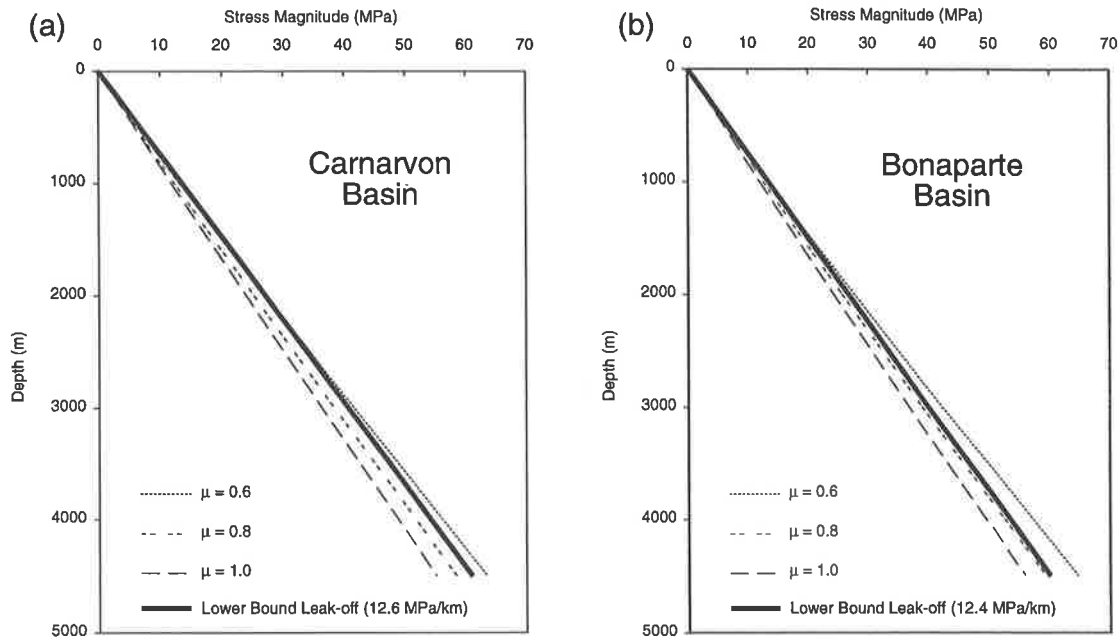 (a)
Stress Magnitude (MPa)
0 10 20 30 40 50 60 70
0
1000
2000
3000
4000
5000
Depth (m)
Carnarvon
Basin
μ = 0.6
μ = 0.8
μ = 1.0
Lower Bound Leak-off (12.6 MPa/km)
(b)
Stress Magnitude (MPa)
0 10 20 30 40 50 60 70
0
1000
2000
3000
4000
5000
Depth (m)
Bonaparte
Basin
μ = 0.6
μ = 0.8
μ = 1.0
Lower Bound Leak-off (12.4 MPa/km)